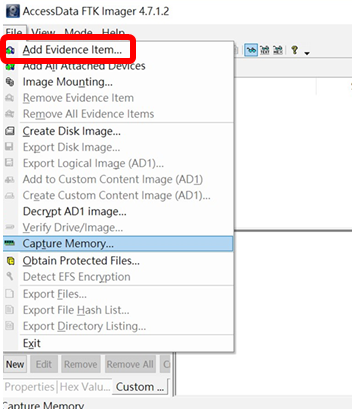 AccessData FTK Imager 4.7.1.2
File View Mode Help
Add Evidence Item...
Add All Attached Devices
Image Mounting...
Remove Evidence Item
Remove All Evidence Items
Create Disk Image...
Export Disk Image...
Export Logical Image (AD1)...
Add to Custom Content Image (AD1)
Create Custom Content Image (AD1)...
Decrypt AD1 image...
Verify Drive/Image...
Capture Memory...
Obtain Protected Files...
Detect EFS Encryption
Export Files...
Export File Hash List...
Export Directory Listing...
Exit
New Edit Remove Remove All
Properties Hex Valu... Custom ...
Capture Memory